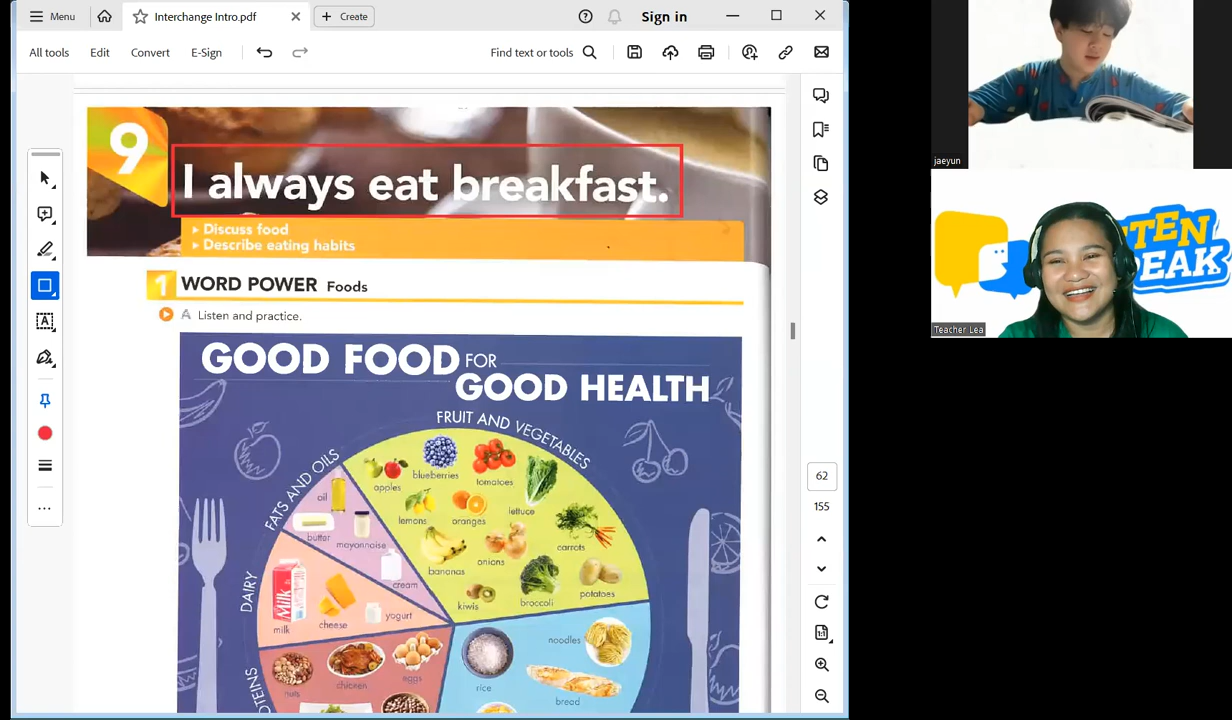 Menu
Interchange Intro.pdf
Create
Sign in
All tools
Edit
Convert
E-Sign
Find text or tools
9
I always eat breakfast.
Discuss food
Describe eating habits
1 WORD POWER Foods
A Listen and practice.
GOOD FOOD FOR
GOOD HEALTH
FRUIT AND VEGETABLES
apples
blueberries
tomatoes
lemons
oranges
lettuce
bananas
onions
carrots
kiwis
broccoli
potatoes
FATS AND OILS
oil
butter
mayonnaise
cream
DAIRY
Milk
milk
cheese
yogurt
nuts
chicken
eggs
rice
noodles
bread
62
155
jaeyun
Teacher Lea